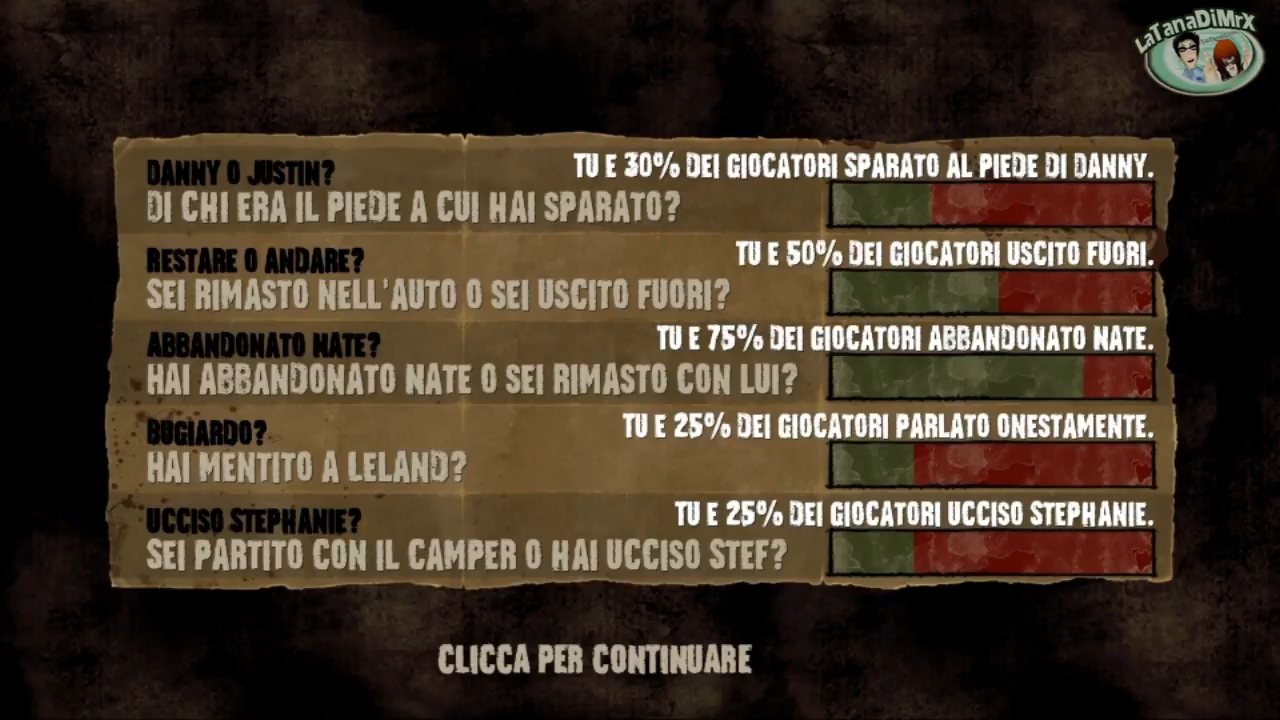 LaTanaDiMrX
TU E 30% DEI GIOCATORI SPARATO AL PIEDE DI DANNY.
DANNY O JUSTIN?
DI CHI ERA IL PIEDE A CUI HAI SPARATO?
TU E 50% DEI GIOCATORI USCITO FUORI.
RESTARE O ANDARE?
SEI RIMASTO NELL'AUTO O SEI USCITO FUORI?
TU E 75% DEI GIOCATORI ABBANDONATO NATE.
ABBANDONATO NATE?
HAI ABBANDONATO NATE O SEI RIMASTO CON LUI?
TU E 25% DEI GIOCATORI PARLATO ONESTAMENTE.
BUGIARDO?
HAI MENTITO A LELAND?
TU E 25% DEI GIOCATORI UCCISO STEPHANIE.
UCCISO STEPHANIE?
SEI PARTITO CON IL CAMPER O HAI UCCISO STEF?
CLICCA PER CONTINUARE